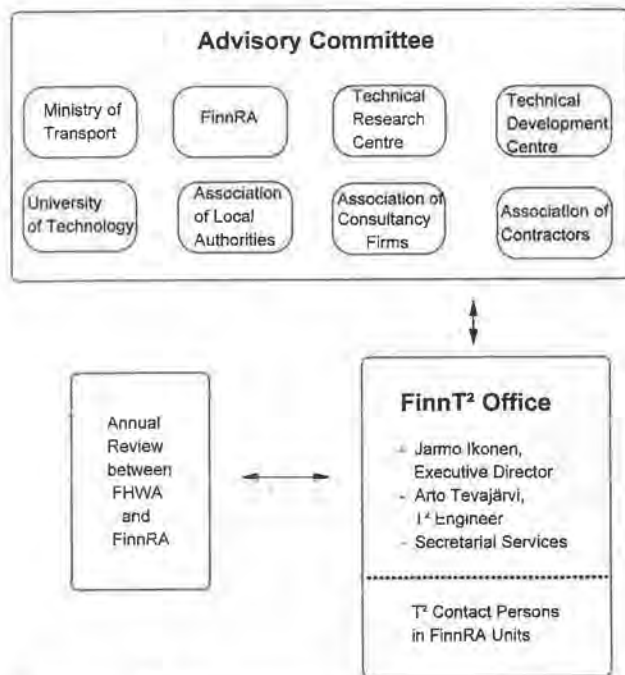 Advisory Committee
Ministry of
Transport
FinnRA
Technical
Research
Centre
Technical
Development
Centre
University
of Technology
Association
of Local
Authorities
Association of
Consultancy
Firms
Association of
Contractors
Annual
Review
between
FHWA
and
FinnRA
FinnT² Office
- Jarmo Ikonen,
Executive Director
- Arto Tevajärvi,
T² Engineer
- Secretarial Services
T² Contact Persons
in FinnRA Units